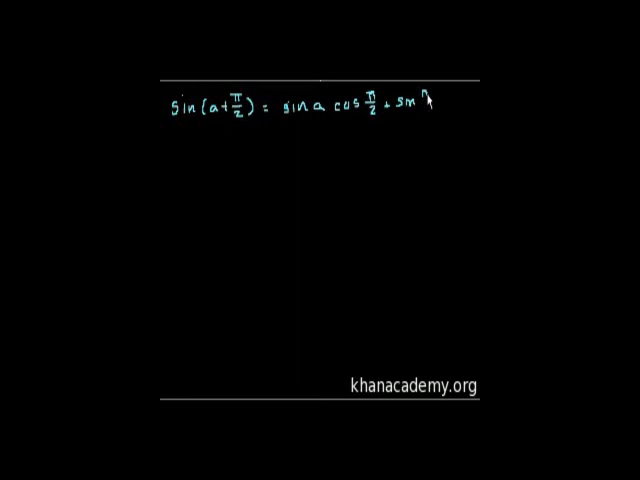 sin(a+π/2) = sin a cos π/2 + sin π
khanacademy.org